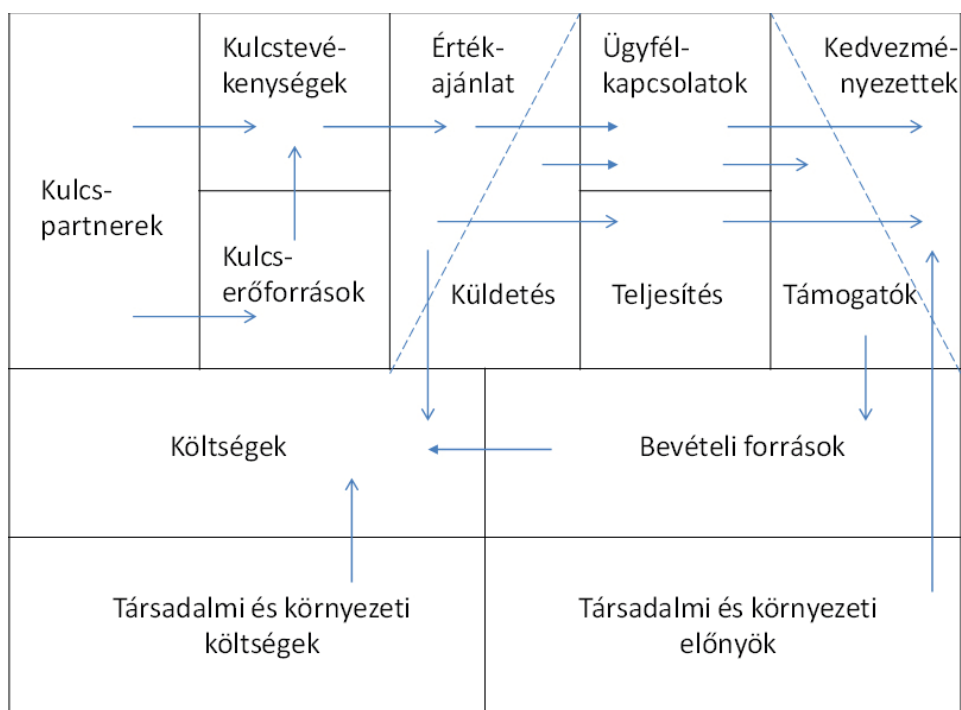 Kulcs-
partnerek
Kulcstevé-
kenységek
Kulcs-
erőforrások
Érték-
ajánlat
Küldetés
Ügyfél-
kapcsolatok
Teljesítés
Kedvezmé-
nyezettek
Támogatók
Költségek
Bevételi források
Társadalmi és környezeti
költségek
Társadalmi és környezeti
előnyök